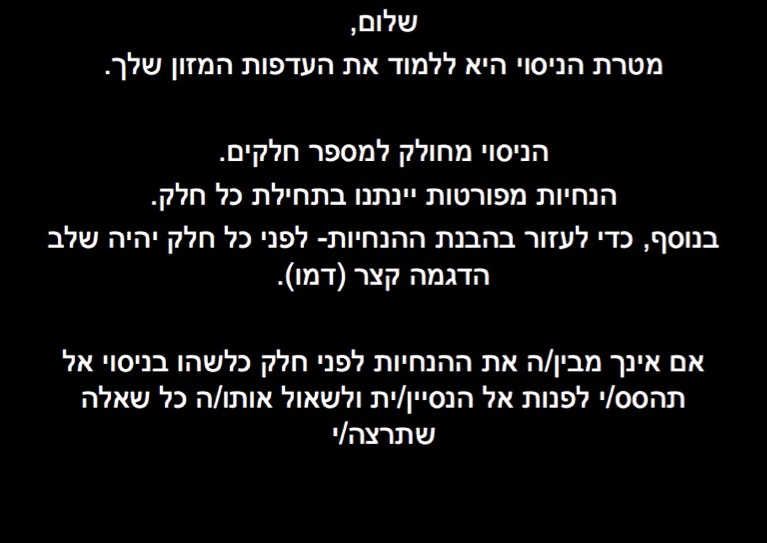 שלום,
מטרת הניסוי היא ללמוד את העדפות המזון שלך.
הניסוי מחולק למספר חלקים.
הנחיות מפורטות יינתנו בתחילת כל חלק.
בנוסף, כדי לעזור בהבנת ההנחיות- לפני כל חלק יהיה שלב
הדגמה קצר (דמו).
אם אינך מבין/ה את ההנחיות לפני חלק כלשהו בניסוי אל
תהסס/י לפנות אל הנסיין/ית ולשאול אותו/ה כל שאלה
שתרצה/י